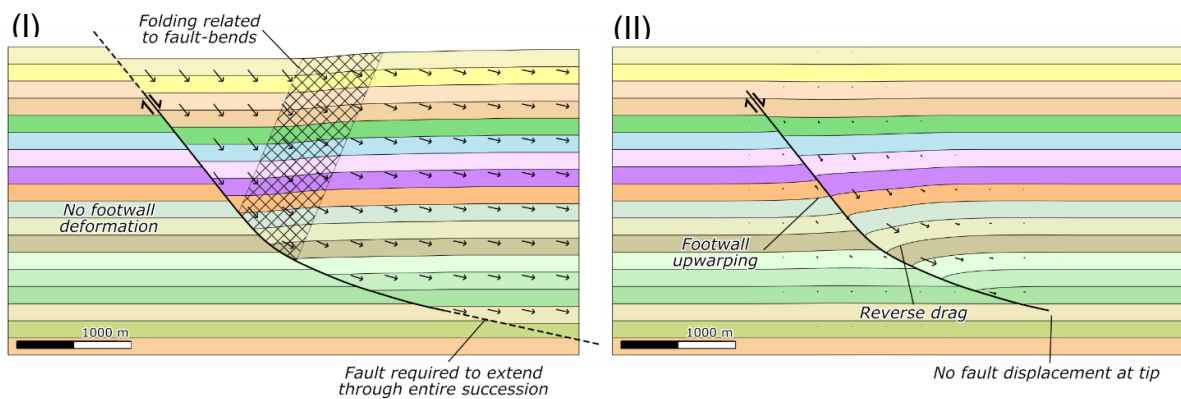 (I)
Folding related
to fault-bends
No footwall
deformation
1000 m
Fault required to extend
through entire succession
(II)
Footwall
upwarping
Reverse drag
1000 m
No fault displacement at tip